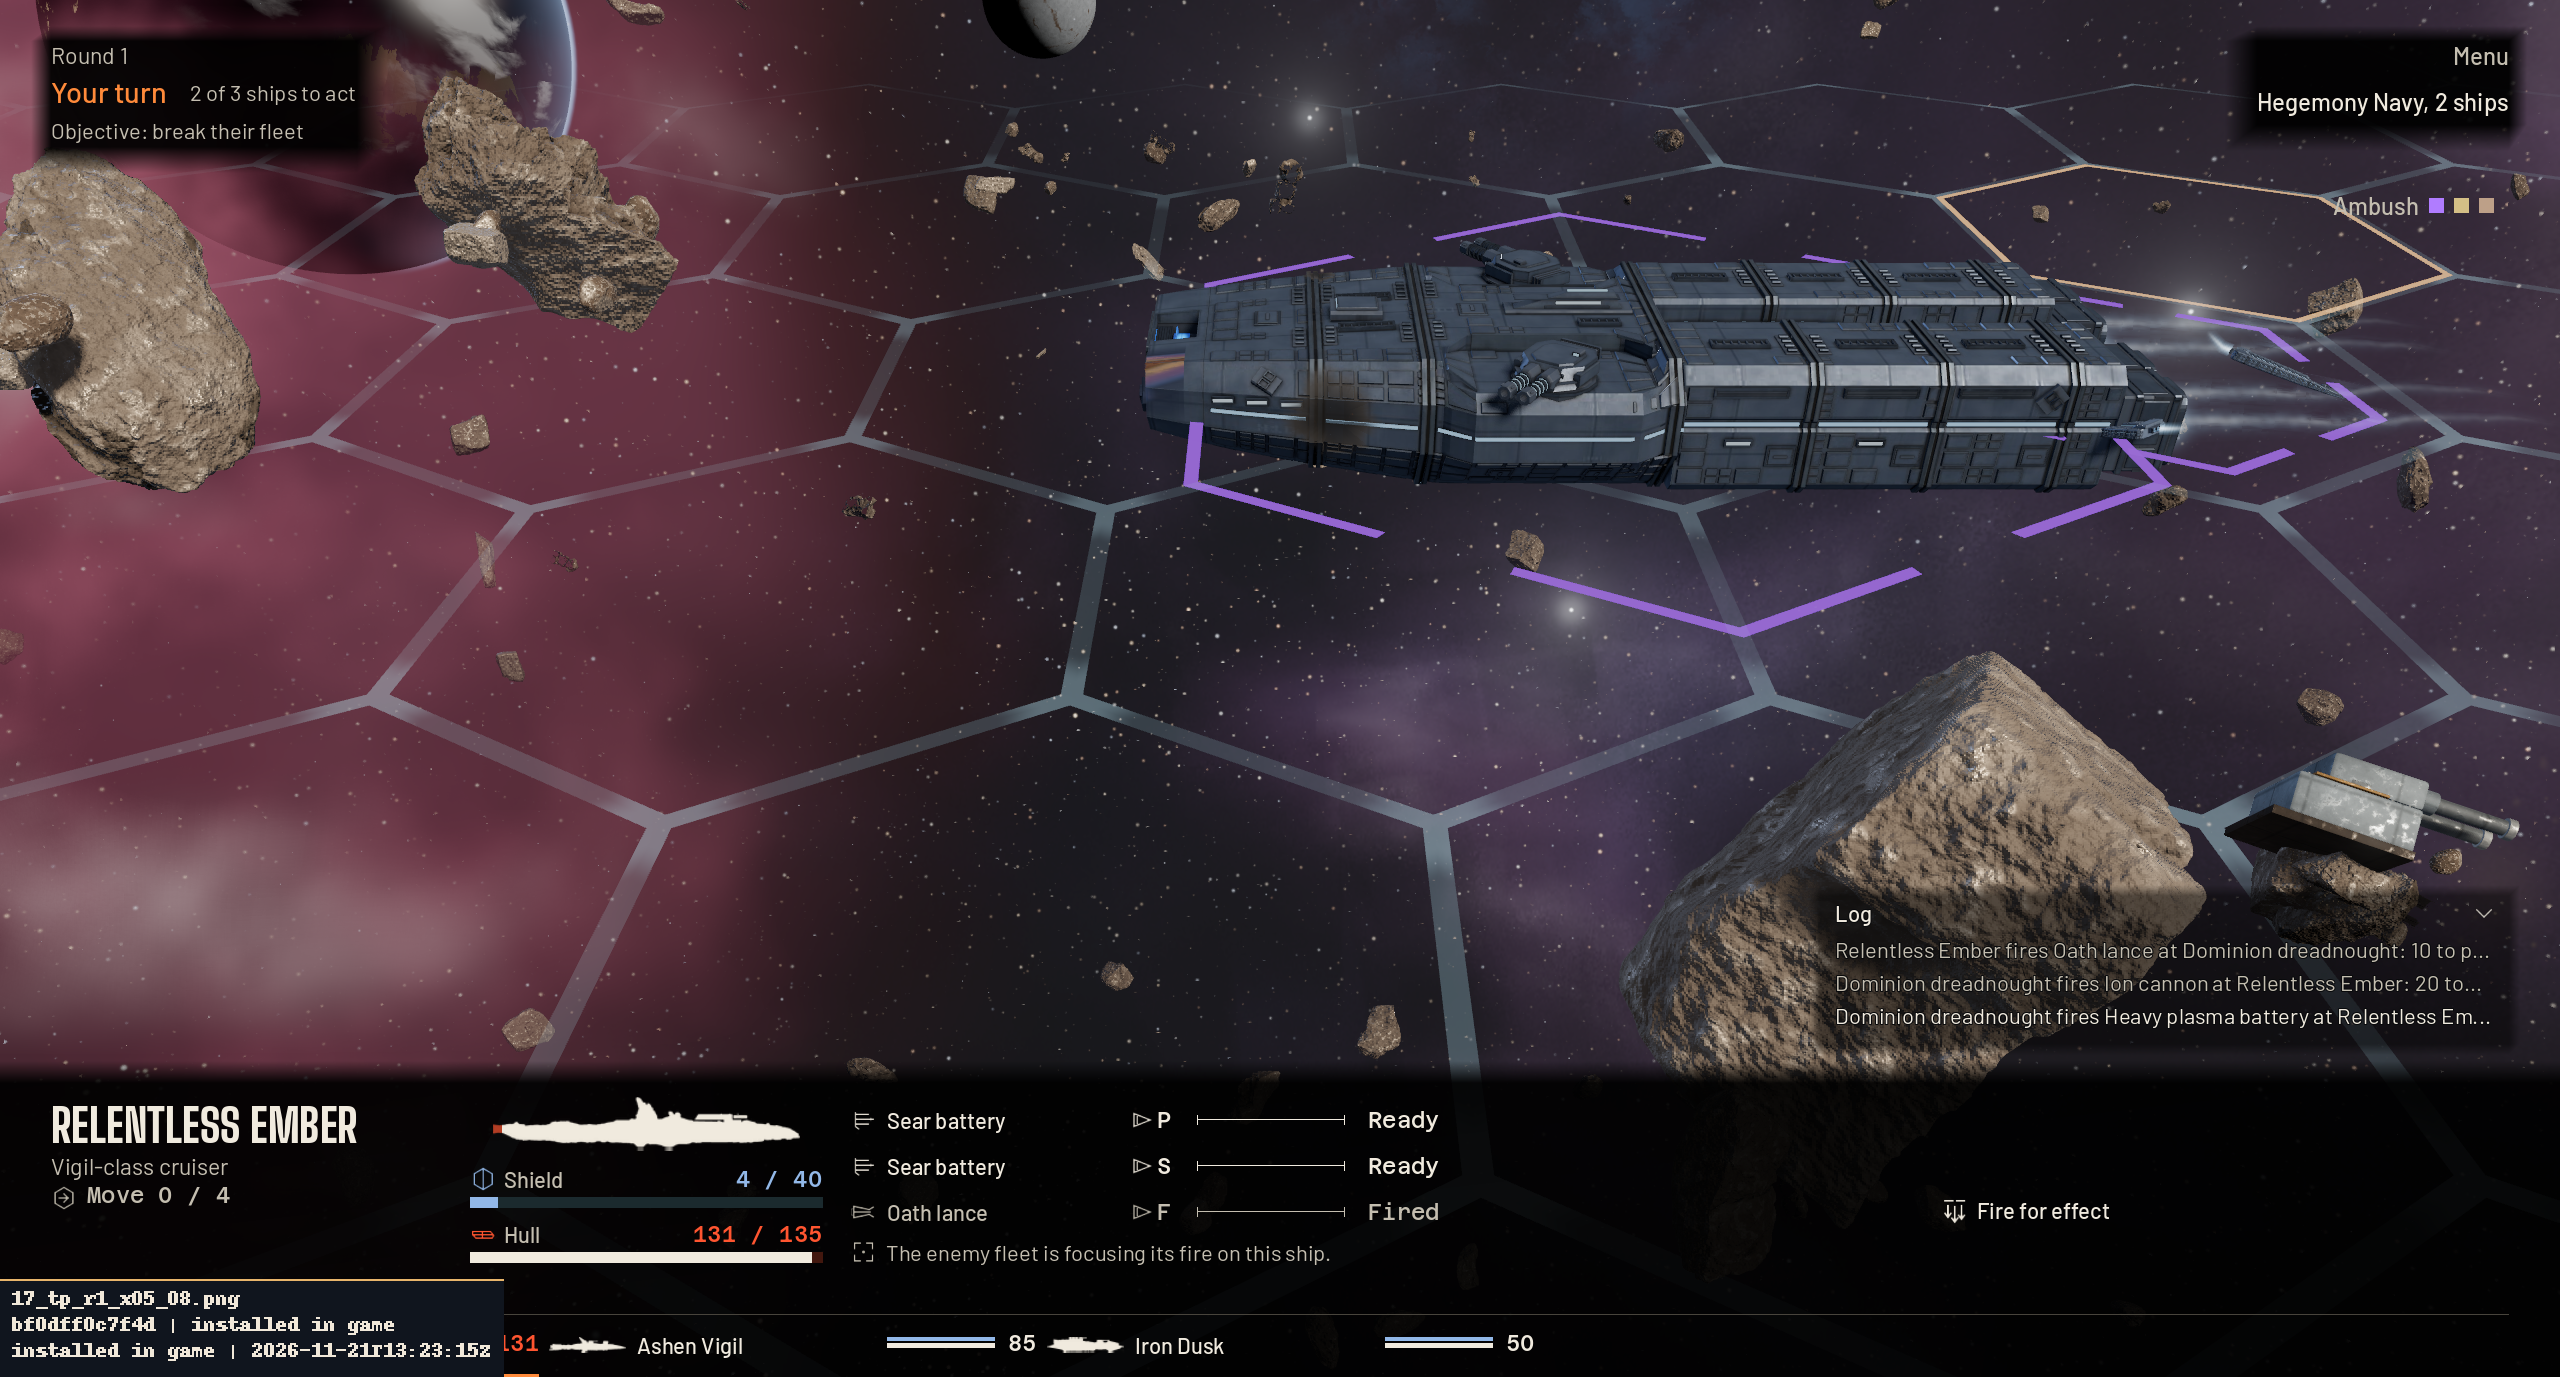 Round 1
Your turn 2 of 3 ships to act
Objective: break their fleet
Menu
Hegemony Navy, 2 ships
Ambush
Log
Relentless Ember fires Oath lance at Dominion dreadnought: 10 to p...
Dominion dreadnought fires Ion cannon at Relentless Ember: 20 to...
Dominion dreadnought fires Heavy plasma battery at Relentless Em...
RELENTLESS EMBER
Vigil-class cruiser
Move 0 / 4
Shield 4 / 40
Hull 131 / 135
Sear battery P Ready
Sear battery S Ready
Oath lance F Fired
The enemy fleet is focusing its fire on this ship.
Fire for effect
17_tp_r1_x05_08.png
bf0dff0c7f4d | installed in game
installed in game | 2026-11-21T13:23:15Z
131 Ashen Vigil 85 Iron Dusk 50